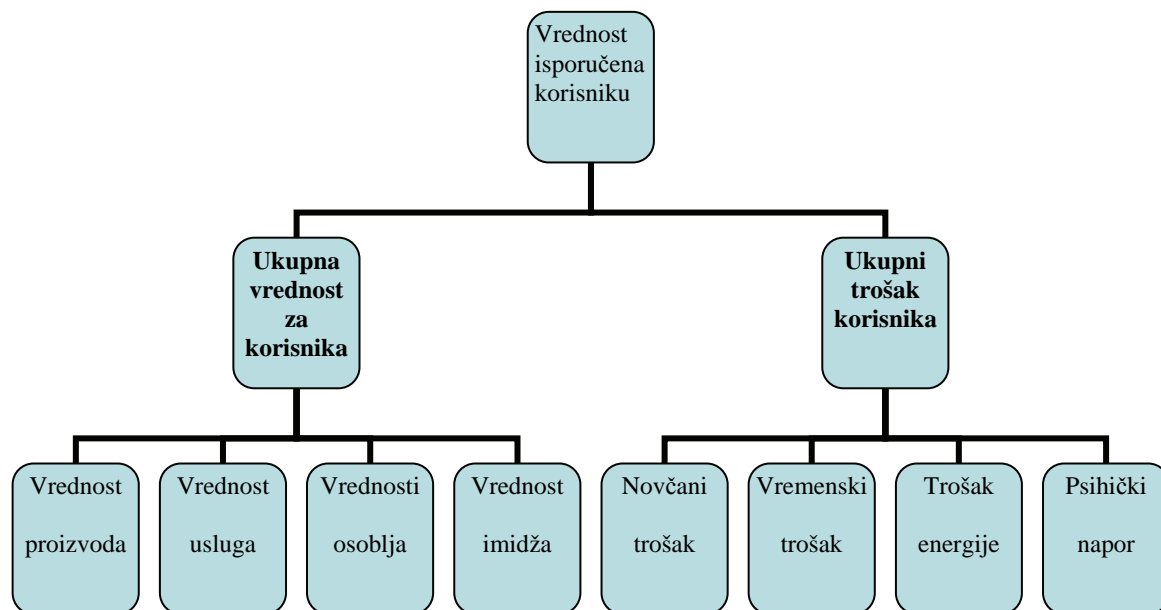 Vrednost
isporučena
korisniku
Ukupna
vrednost
za
korisnika
Ukupni
trošak
korisnika
Vrednost
proizvoda
Vrednost
usluga
Vrednosti
osoblja
Vrednost
imidža
Novčani
trošak
Vremenski
trošak
Trošak
energije
Psihički
napor